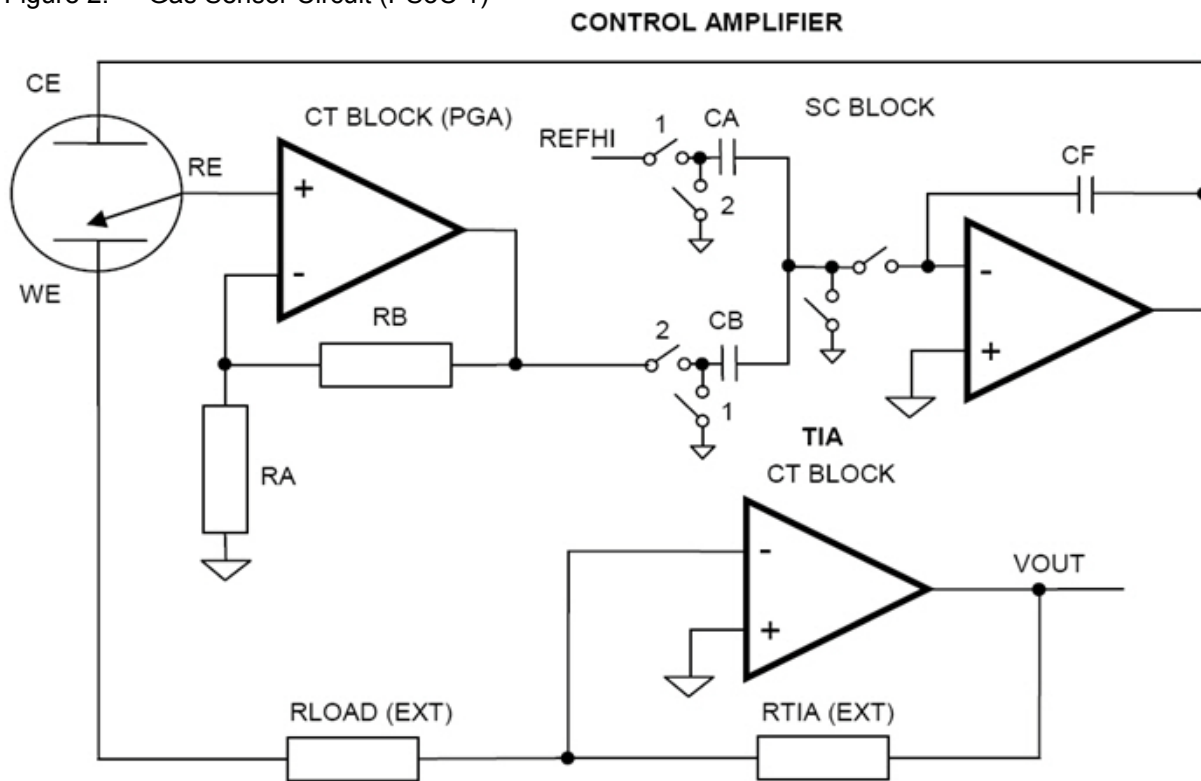 Figure 2. Gas Sensor Circuit (PSoC 1)
CONTROL AMPLIFIER
CE
CT BLOCK (PGA)
RE
+
-
WE
RB
RA
REFHI
1
CA
2
SC BLOCK
CF
2
CB
1
-
+
TIA
CT BLOCK
-
+
VOUT
RLOAD (EXT)
RTIA (EXT)